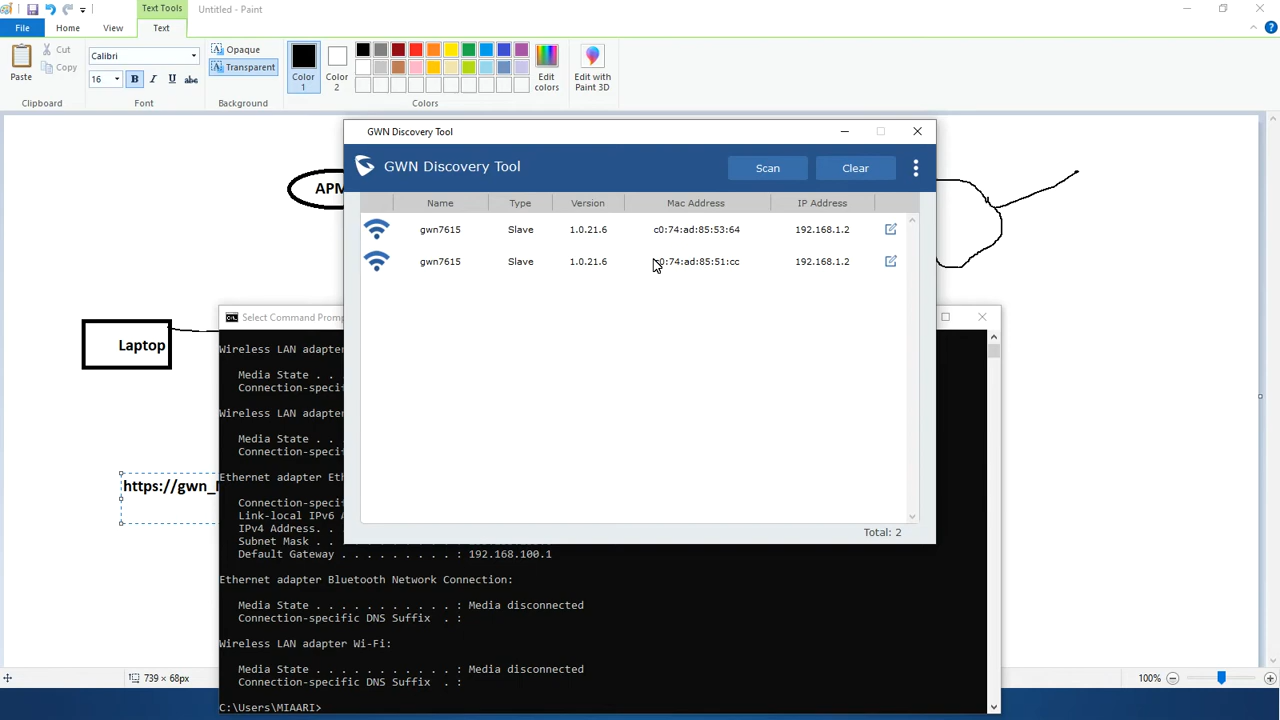 Text Tools
Untitled - Paint
File
Home
View
Text
Paste
Cut
Copy
Clipboard
Calibri
16
B
I
U
abc
Font
Opaque
Transparent
Background
Color 1
Color 2
Edit colors
Colors
Edit with Paint 3D
GWN Discovery Tool
GWN Discovery Tool
Scan
Clear
Name Type Version Mac Address IP Address
gwn7615 Slave 1.0.21.6 c0:74:ad:85:53:64 192.168.1.2
gwn7615 Slave 1.0.21.6 c0:74:ad:85:51:cc 192.168.1.2
Total: 2
APM
Laptop
https://gwn_
Select Command Promp
Wireless LAN adapter
Media State . .
Connection-specif
Wireless LAN adapter
Media State . .
Connection-specif
Ethernet adapter Eth
Connection-specif
Link-local IPv6 A
IPv4 Address. . .
Subnet Mask . . .
Default Gateway . . . . . . . . . : 192.168.100.1
Ethernet adapter Bluetooth Network Connection:
Media State . . . . . . . . . . . : Media disconnected
Connection-specific DNS Suffix  . :
Wireless LAN adapter Wi-Fi:
Media State . . . . . . . . . . . : Media disconnected
Connection-specific DNS Suffix  . :
C:\Users\MIAARI>
739 × 68px
100%